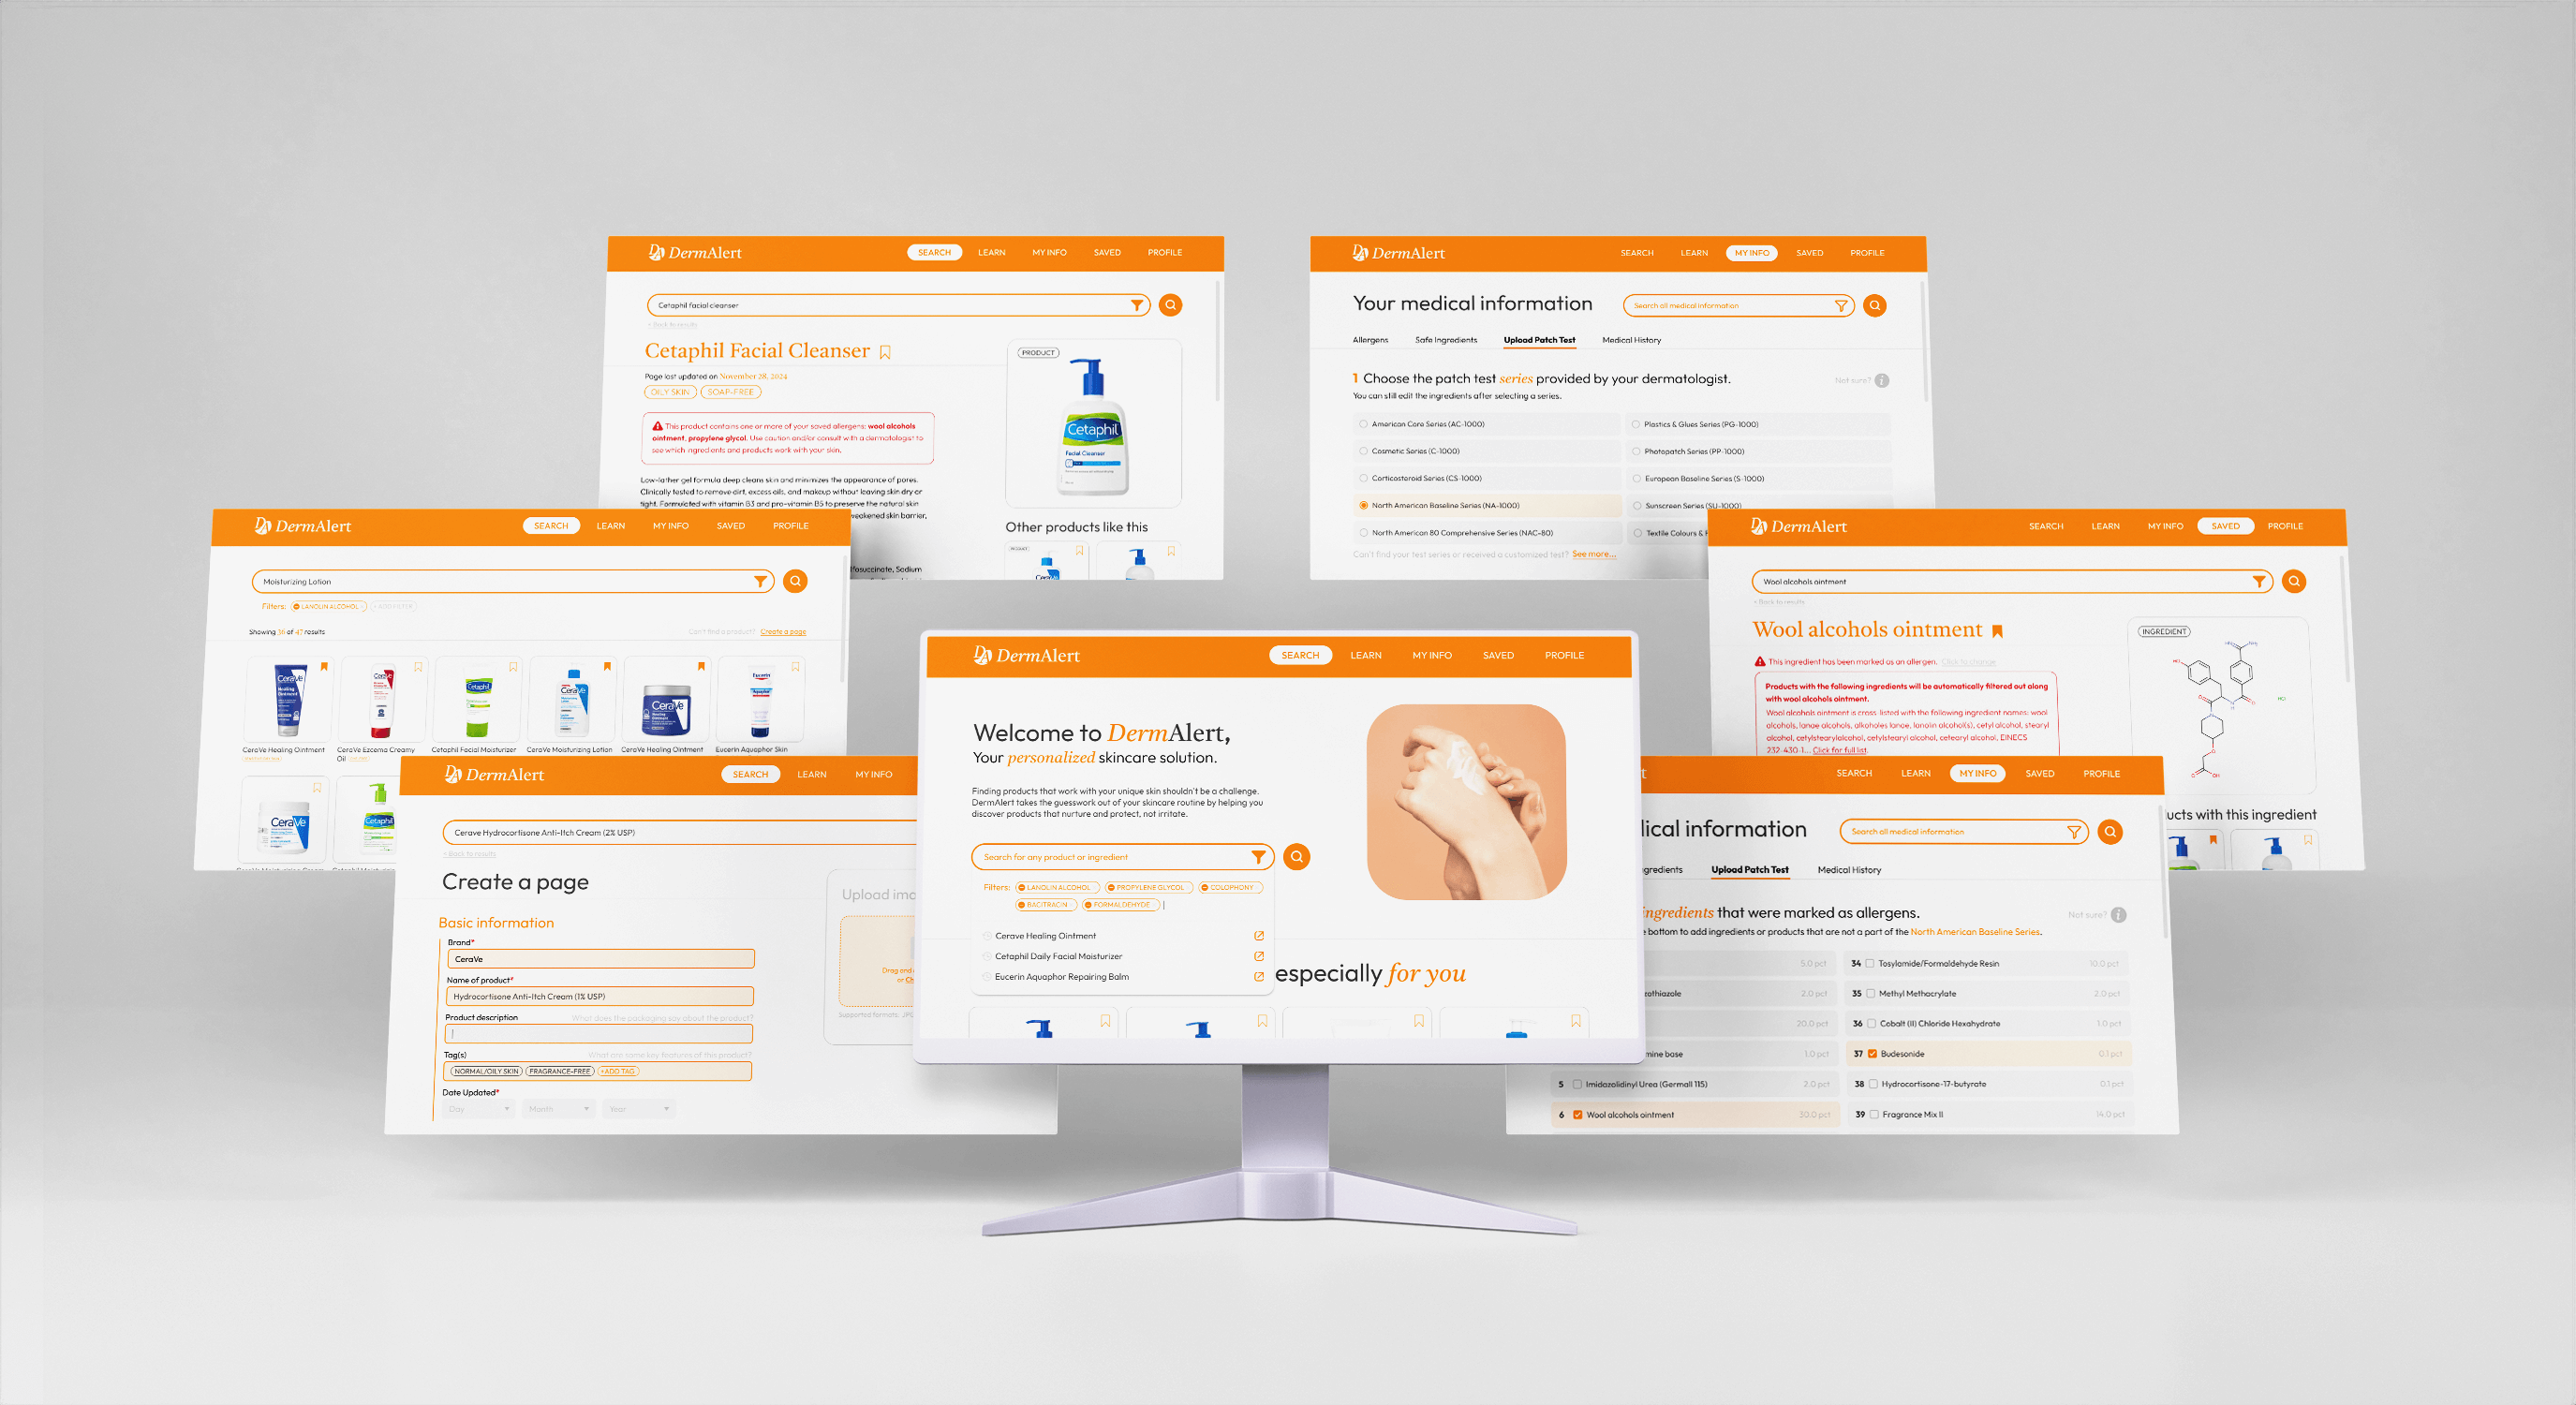 DermAlert
SEARCH
LEARN
MY INFO
SAVED
PROFILE
Cetaphil facial cleanser
< Back to results
Cetaphil Facial Cleanser
Page last updated on November 28, 2024
OILY SKIN
SOAP-FREE
This product contains one or more of your saved allergens: wool alcohols
ointment, propylene glycol. Use caution and/or consult with a dermatologist to
see which ingredients and products work with your skin.
Low-lather gel formula deep cleans skin and minimizes the appearance of pores.
Clinically tested to remove dirt, excess oils, and makeup without leaving skin dry or
tight. Formulated with vitamin B3 and pro-vitamin B5 to preserve the natural skin
weakened skin barrier,
PRODUCT
Cetaphil
Facial Cleanser
Other products like this
PRODUCT
CeraVe
DermAlert
SEARCH
LEARN
MY INFO
SAVED
PROFILE
Your medical information
Search all medical information
Allergens
Safe Ingredients
Upload Patch Test
Medical History
1 Choose the patch test series provided by your dermatologist.
Not sure?
You can still edit the ingredients after selecting a series.
American Core Series (AC-1000)
Plastics & Glues Series (PG-1000)
Cosmetic Series (C-1000)
Photopatch Series (PP-1000)
Corticosteroid Series (CS-1000)
European Baseline Series (S-1000)
North American Baseline Series (NA-1000)
Sunscreen Series (SU-1000)
North American 80 Comprehensive Series (NAC-80)
Textile Colours &
Can't find your test series or received a customized test? See more...
DermAlert
SEARCH
LEARN
MY INFO
SAVED
PROFILE
Moisturizing Lotion
Filters:
LANOLIN ALCOHOL
+ ADD FILTER
Showing 36 of 47 results
Can't find a product? Create a page
CeraVe
Healing
Ointment
CeraVe
Cetaphil
CeraVe
CeraVe
Eucerin
Aquaphor
CeraVe Healing Ointment
CeraVe Eczema Creamy
Oil
Cetaphil Facial Moisturizer
CeraVe Moisturizing Lotion
CeraVe Healing Ointment
Eucerin Aquaphor Skin
CeraVe
Cetaphil
DermAlert
SEARCH
LEARN
MY INFO
SAVED
PROFILE
Wool alcohols ointment
< Back to results
Wool alcohols ointment
This ingredient has been marked as an allergen. Click to change
Products with the following ingredients will be automatically filtered out along
with wool alcohols ointment.
Wool alcohols ointment is cross-listed with the following ingredient names: wool
alcohols, lanae alcohols, alkoholes lanae, lanolin alcohol(s), cetyl alcohol, stearyl
alcohol, cetylstearylalcohol, cetylstearyl alcohol, cetearyl alcohol, EINECS
232-430-1... Click for full list.
INGREDIENT
ucts with this ingredient
DermAlert
SEARCH
LEARN
MY INFO
Cerave Hydrocortisone Anti-Itch Cream (2% USP)
< Back to results
Create a page
Basic information
Brand*
CeraVe
Name of product*
Hydrocortisone Anti-Itch Cream (1% USP)
Product description
What does the packaging say about the product?
Tag(s)
What are some key features of this product?
NORMAL/OILY SKIN
FRAGRANCE-FREE
+ADD TAG
Date Updated*
Day
Month
Year
Upload ima
Drag and
or Ch
Supported formats, JPG
DermAlert
SEARCH
LEARN
MY INFO
SAVED
PROFILE
Welcome to DermAlert,
Your personalized skincare solution.
Finding products that work with your unique skin shouldn't be a challenge.
DermAlert takes the guesswork out of your skincare routine by helping you
discover products that nurture and protect, not irritate.
Search for any product or ingredient
Filters:
LANOLIN ALCOHOL
PROPYLENE GLYCOL
COLOPHONY
BACITRACIN
FORMALDEHYDE
Cerave Healing Ointment
Cetaphil Daily Facial Moisturizer
Eucerin Aquaphor Repairing Balm
especially for you
t
SEARCH
LEARN
MY INFO
SAVED
PROFILE
ical information
Search all medical information
gredients
Upload Patch Test
Medical History
ingredients that were marked as allergens.
Not sure?
bottom to add ingredients or products that are not a part of the North American Baseline Series.
5.0 pct
34 Tosylamide/Formaldehyde Resin
10.0 pct
zothiazole
2.0 pct
35 Methyl Methacrylate
2.0 pct
20.0 pct
36 Cobalt (II) Chloride Hexahydrate
1.0 pct
mine base
1.0 pct
37 Budesonide
0.1 pct
5 Imidazolidinyl Urea (Germall 115)
2.0 pct
38 Hydrocortisone-17-butyrate
0.1 pct
6 Wool alcohols ointment
30.0 pct
39 Fragrance Mix II
14.0 pct